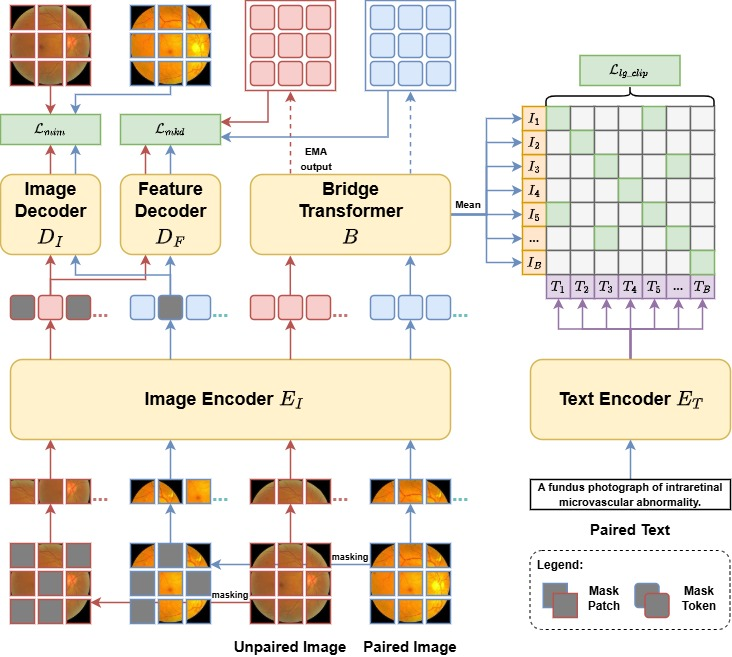 ℒ_mim
ℒ_mkd
ℒ_lg_clip
EMA
output
Image
Decoder
D_I
Feature
Decoder
D_F
Bridge
Transformer
B
Mean
I_1
I_2
I_3
I_4
I_5
...
I_B
T_1 T_2 T_3 T_4 T_5 ... T_B
... ... ... ...
Image Encoder E_I
Text Encoder E_T
... ... ... ...
A fundus photograph of intraretinal
microvascular abnormality.
Paired Text
masking
masking
Unpaired Image
Paired Image
Legend:
Mask
Patch
Mask
Token